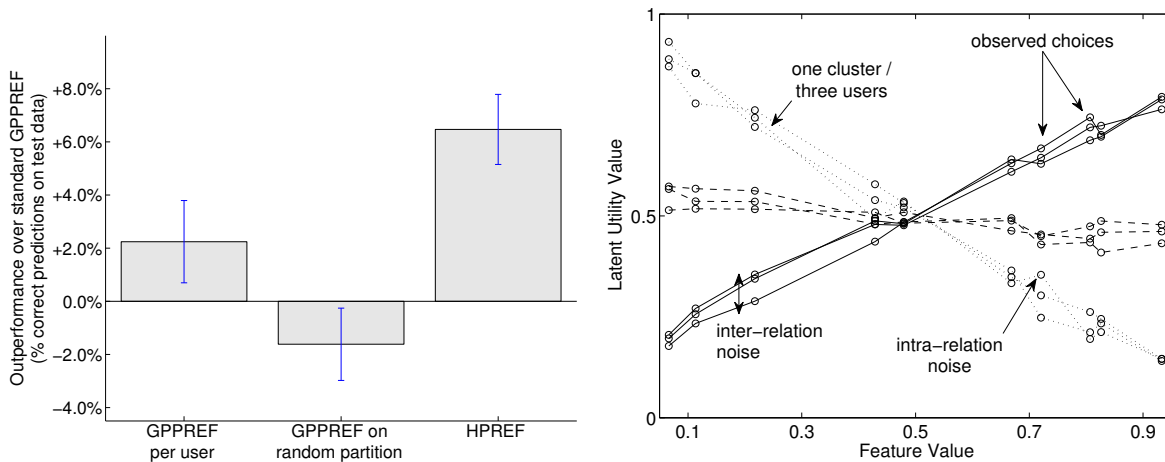 Outperformance over standard GPPREF
(% correct predictions on test data)
+8.0%
+6.0%
+4.0%
+2.0%
0.0%
−2.0%
−4.0%
GPPREF
per user
GPPREF on
random partition
HPREF
Latent Utility Value
1
0.5
0
one cluster /
three users
observed choices
inter−relation
noise
intra−relation
noise
0.1
0.3
0.5
0.7
0.9
Feature Value